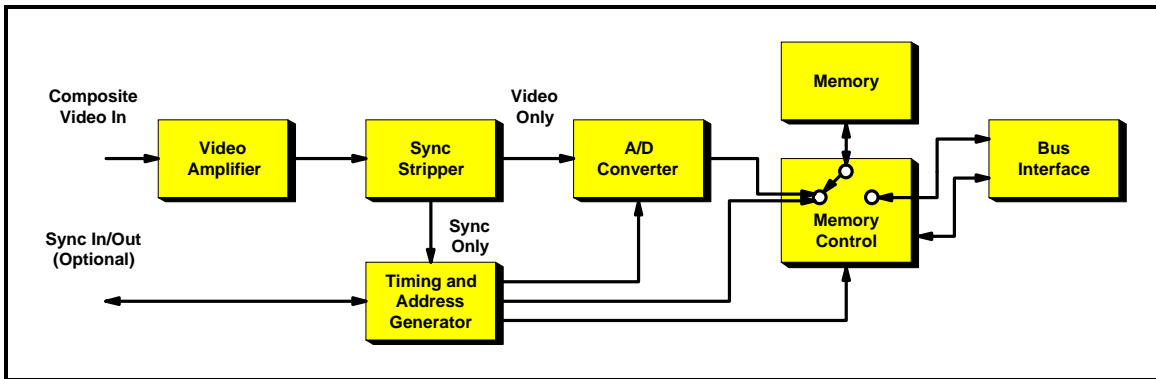 Composite
Video In
Video
Amplifier
Sync
Stripper
Video
Only
A/D
Converter
Memory
Memory
Control
Bus
Interface
Sync In/Out
(Optional)
Sync
Only
Timing and
Address
Generator